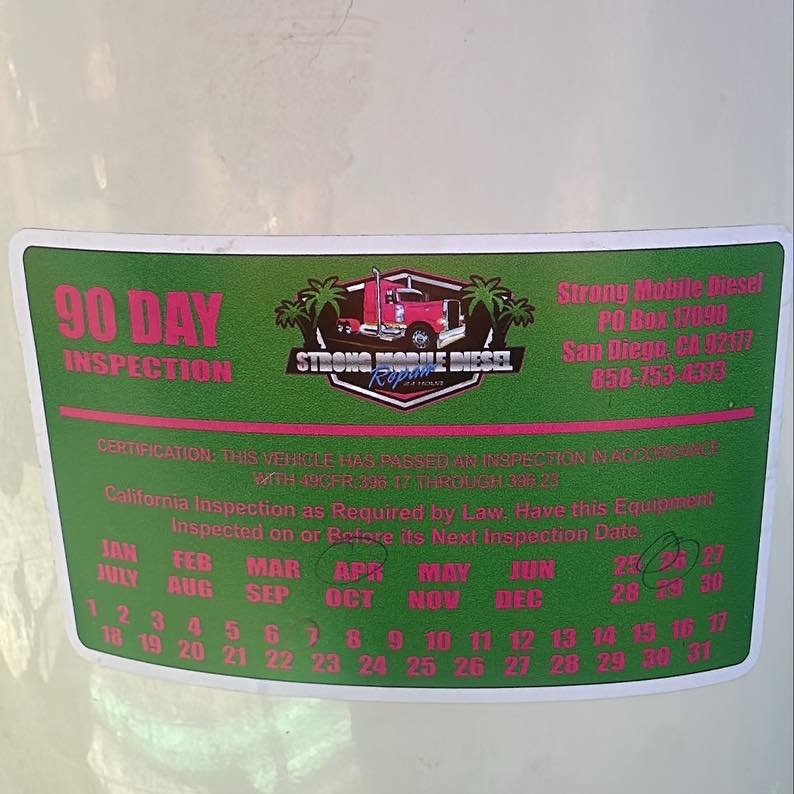 90 DAY
INSPECTION
STRONG MOBILE DIESEL
Repair
24 HOUR
Strong Mobile Diesel
PO Box 17090
San Diego, CA 92177
858-753-4373
CERTIFICATION: THIS VEHICLE HAS PASSED AN INSPECTION IN ACCORDANCE
WITH 49CFR.396.17 THROUGH 396.23
California Inspection as Required by Law. Have this Equipment
Inspected on or Before its Next Inspection Date.
JAN FEB MAR APR MAY JUN 25 26 27
JULY AUG SEP OCT NOV DEC 28 29 30
1 2 3 4 5 6 7 8 9 10 11 12 13 14 15 16 17
18 19 20 21 22 23 24 25 26 27 28 29 30 31